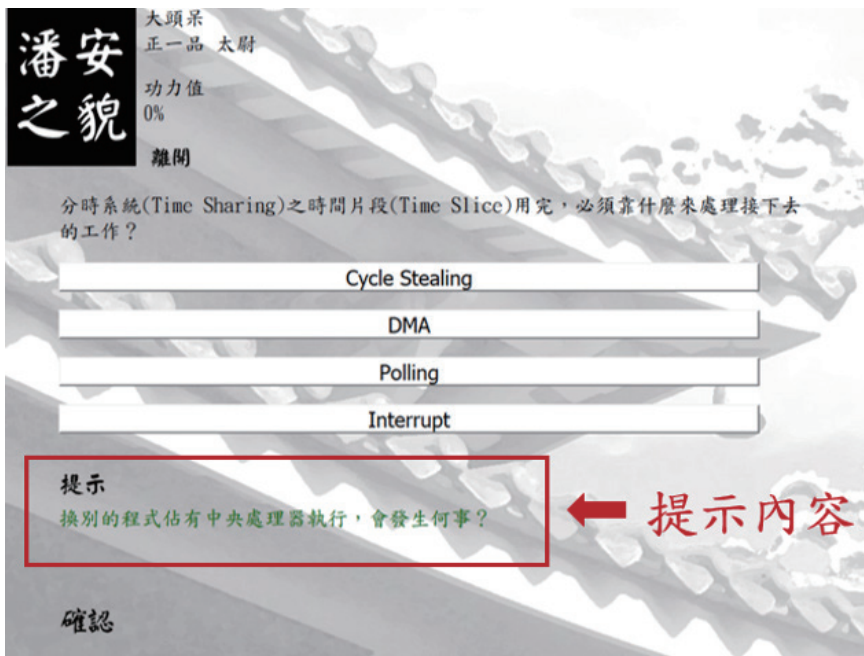 潘安之貌
大頭呆
正一品 太尉
功力值
0%
離開
分時系統(Time Sharing)之時間片段(Time Slice)用完，必須靠什麼來處理接下去
的工作？
Cycle Stealing
DMA
Polling
Interrupt
提示
換別的程式佔有中央處理器執行，會發生何事？
提示內容
確認